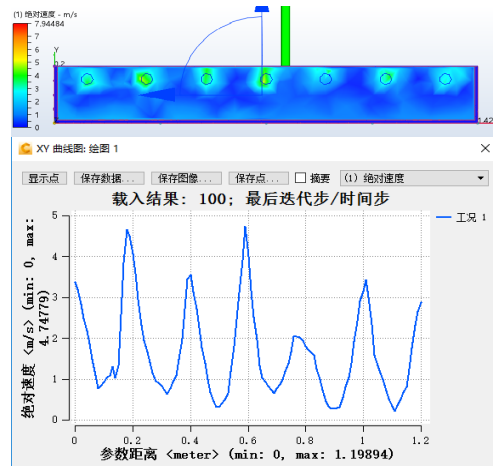 (1) 绝对速度 - m/s
7.94484
7
6
5
4
3
2
1
0
Y
0.2
1.42
XY 曲线图: 绘图 1
显示点 保存数据... 保存图像... 保存点... 摘要 (1) 绝对速度
载入结果: 100; 最后迭代步/时间步
工况 1
绝对速度 <m/s> (min: 0, max:
4.74779)
5
4
3
2
1
0
0 0.2 0.4 0.6 0.8 1.0 1.2
参数距离 <meter> (min: 0, max: 1.19894)